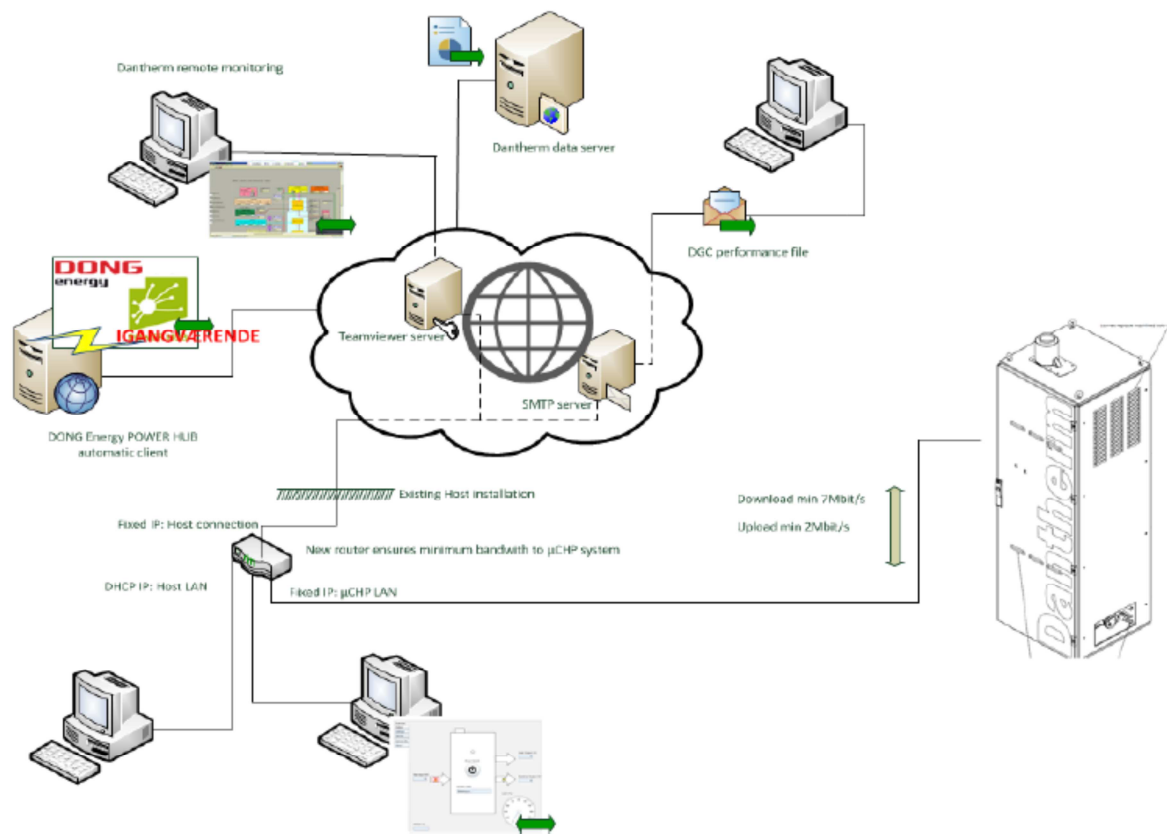 Dantherm remote monitoring
Dantherm data server
DGC performance file
DONG
energy
IGANGVÆRENDE
Teamviewer server
SMTP server
DONG Energy POWER HUB
automatic client
Existing Host installation
Download min 7Mbit/s
Upload min 2Mbit/s
Fixed IP: Host connection
New router ensures minimum bandwith to µCHP system
DHCP IP: Host LAN
Fixed IP: µCHP LAN
Dantherm